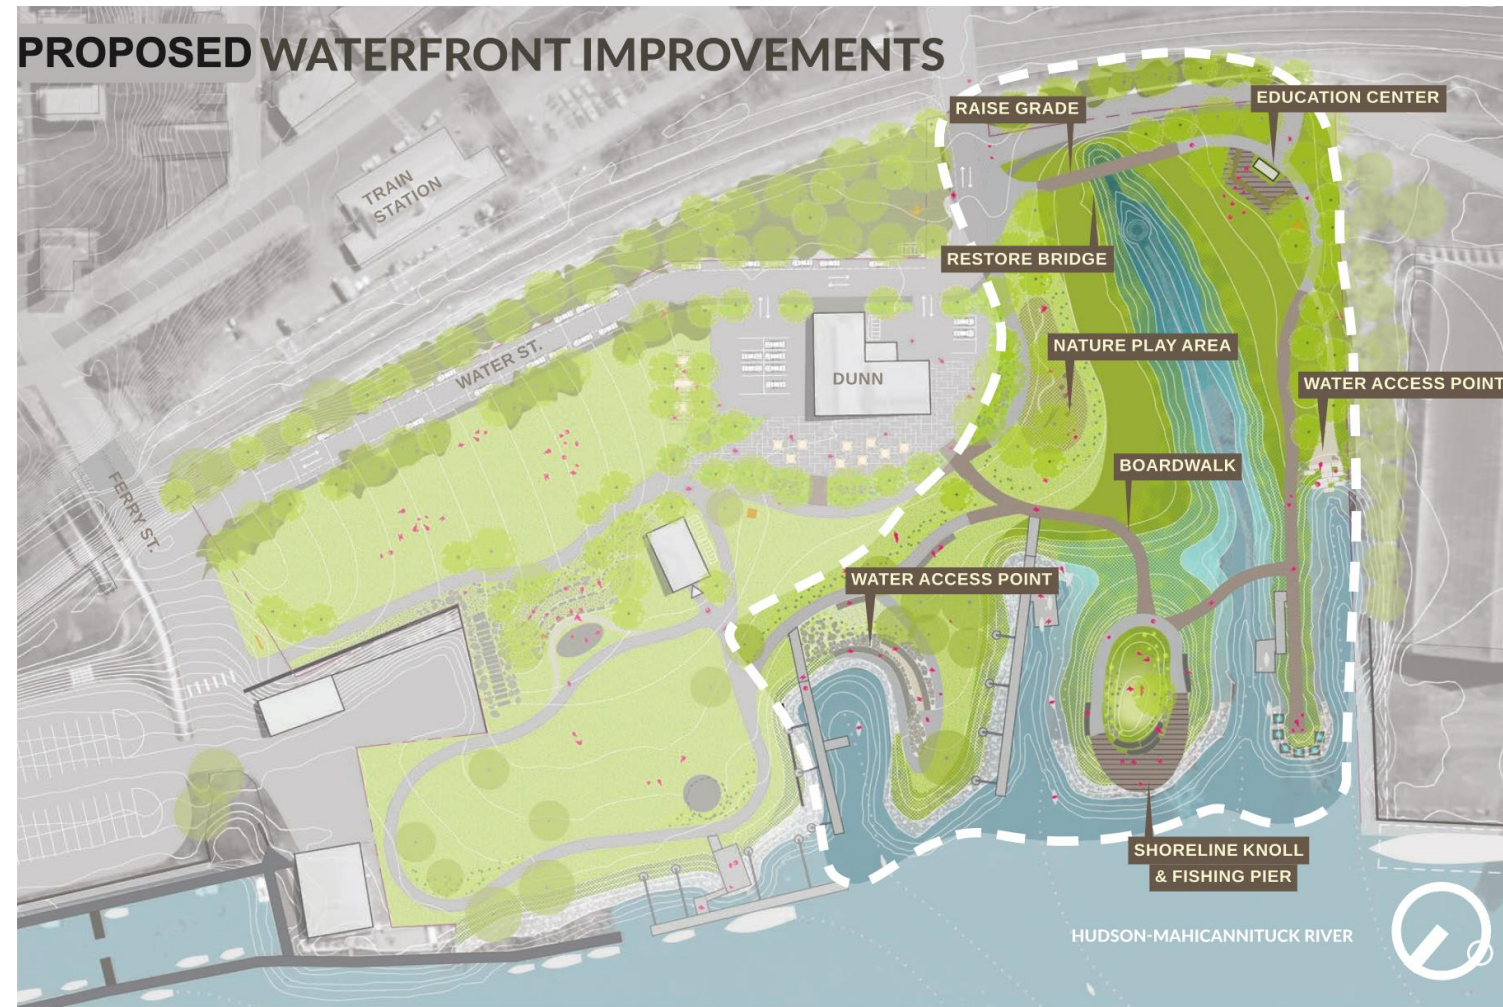 PROPOSED WATERFRONT IMPROVEMENTS
RAISE GRADE
EDUCATION CENTER
TRAIN
STATION
RESTORE BRIDGE
NATURE PLAY AREA
WATER ST.
DUNN
WATER ACCESS POINT
BOARDWALK
FERRY ST.
WATER ACCESS POINT
SHORELINE KNOLL
& FISHING PIER
HUDSON-MAHICANNITUCK RIVER